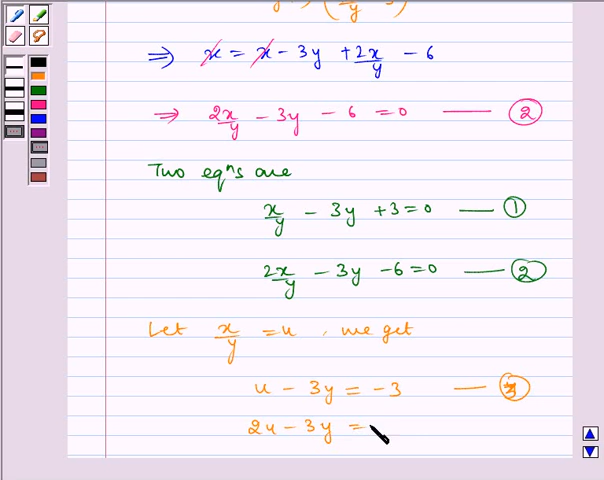 ⇒ x = x - 3y + 2x/y - 6
⇒ 2x/y - 3y - 6 = 0 —— ②
Two eqⁿs are
x/y - 3y + 3 = 0 —— ①
2x/y - 3y - 6 = 0 —— ②
Let x/y = u , we get
u - 3y = -3 —— ③
2u - 3y =